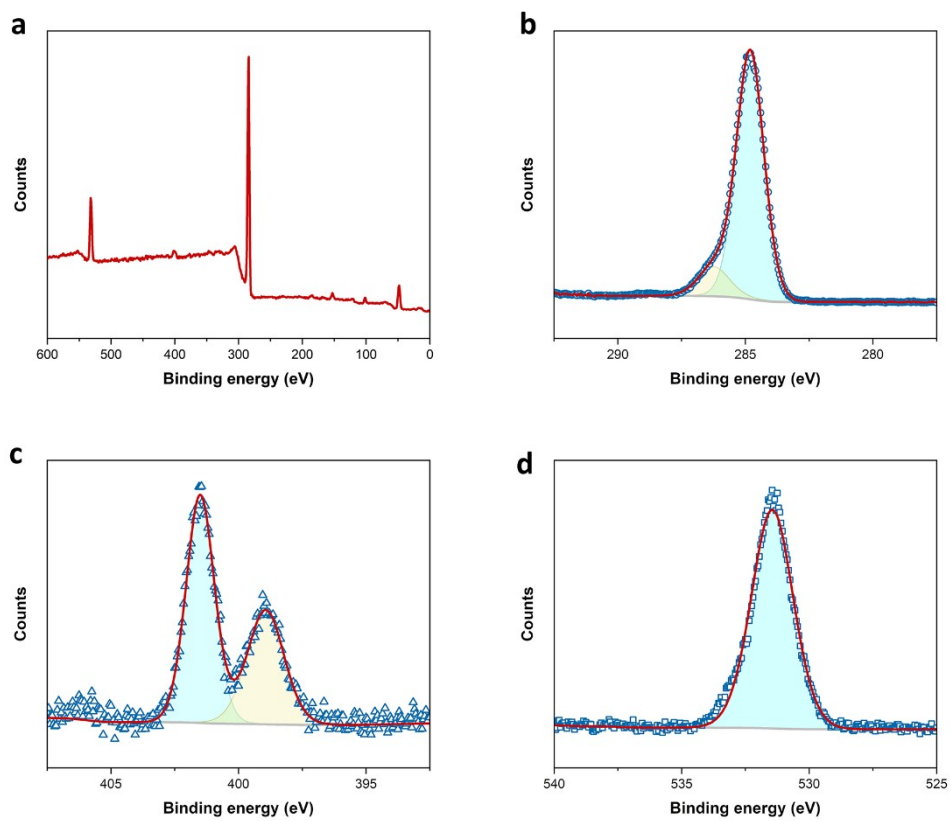 a
Counts
600 500 400 300 200 100 0
Binding energy (eV)
b
Counts
290 285 280
Binding energy (eV)
c
Counts
405 400 395
Binding energy (eV)
d
Counts
540 535 530 525
Binding energy (eV)